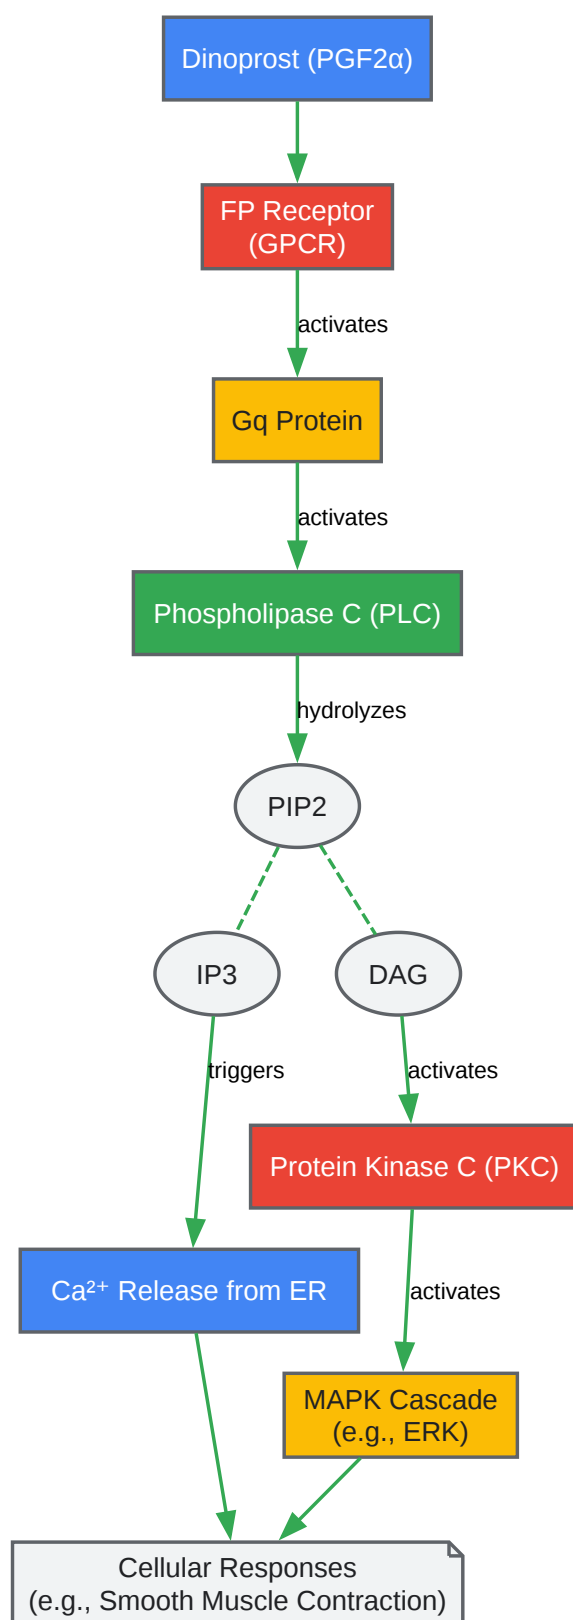 Dinoprost (PGF2α)
FP Receptor
(GPCR)
activates
Gq Protein
activates
Phospholipase C (PLC)
hydrolyzes
PIP2
IP3
DAG
triggers
activates
Protein Kinase C (PKC)
Ca²⁺ Release from ER
activates
MAPK Cascade
(e.g., ERK)
Cellular Responses
(e.g., Smooth Muscle Contraction)